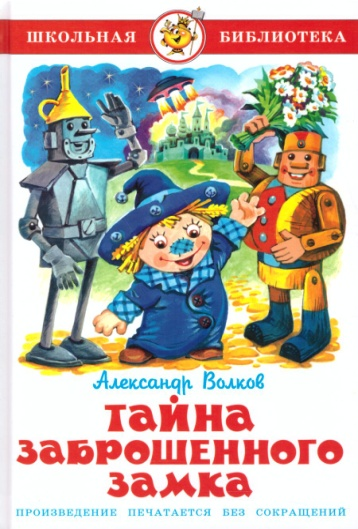 ШКОЛЬНАЯ БИБЛИОТЕКА
Александр Волков
ТАЙНА
ЗАБРОШЕННОГО
ЗАМКА
ПРОИЗВЕДЕНИЕ ПЕЧАТАЕТСЯ БЕЗ СОКРАЩЕНИЙ